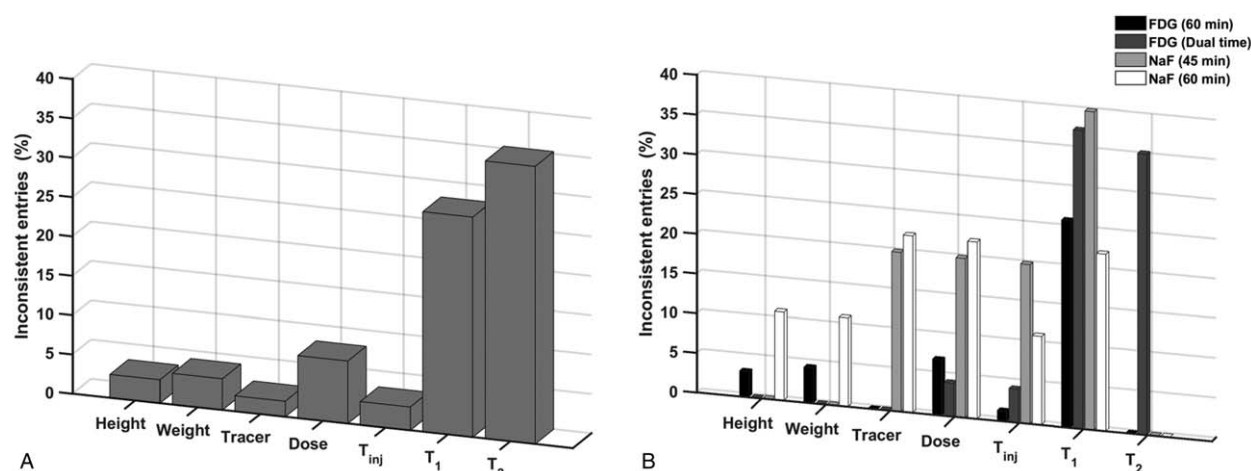 40
35
30
25
20
15
10
5
0
Inconsistent entries (%)
Height
Weight
Tracer
Dose
Tinj
T1
A
FDG (60 min)
FDG (Dual time)
NaF (45 min)
NaF (60 min)
40
35
30
25
20
15
10
5
0
Inconsistent entries (%)
Height
Weight
Tracer
Dose
Tinj
T1
T2
B